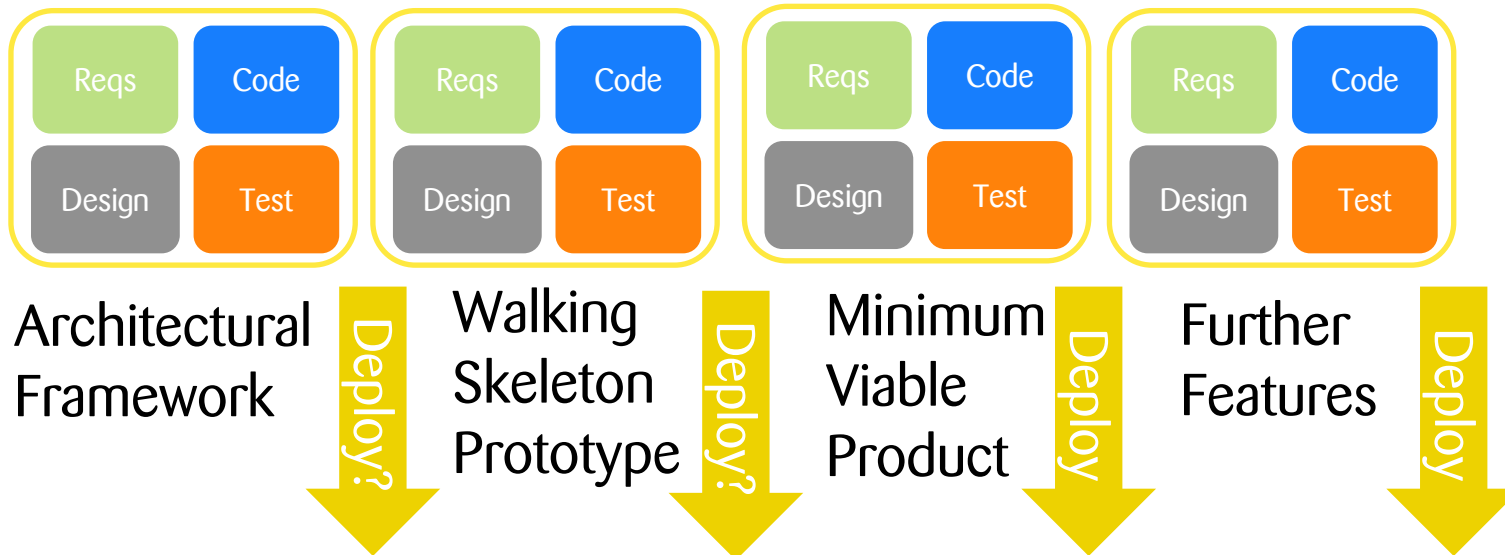 Reqs Code
Design Test
Reqs Code
Design Test
Reqs Code
Design Test
Reqs Code
Design Test
Architectural
Framework
Deploy?
Walking
Skeleton
Prototype
Deploy?
Minimum
Viable
Product
Deploy
Further
Features
Deploy